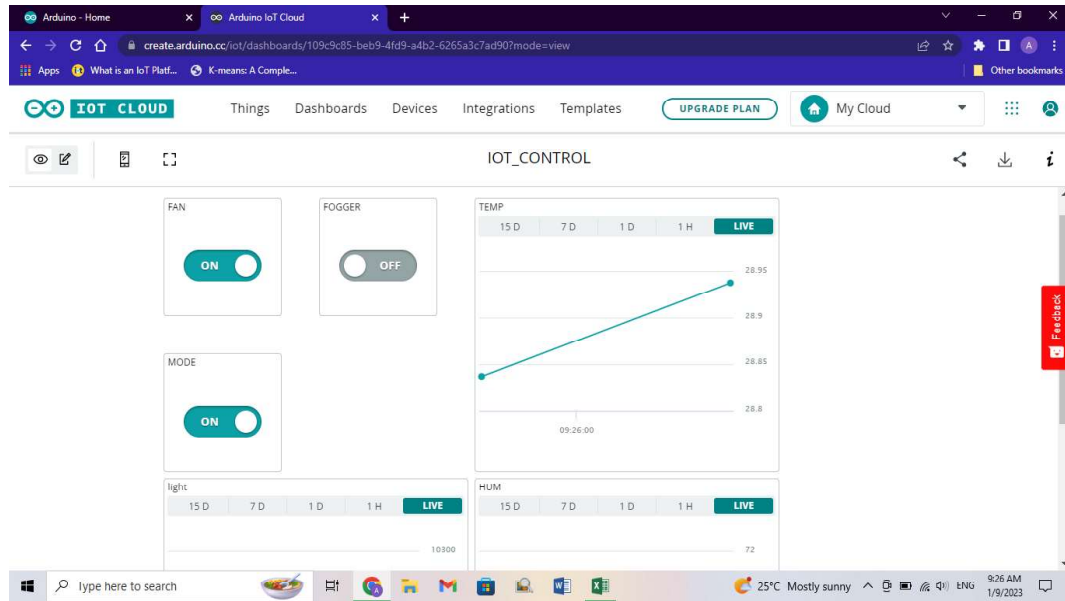 Arduino - Home
Arduino IoT Cloud
create.arduino.cc/iot/dashboards/109c9c85-beb9-4fd9-a4b2-6265a3c7ad90?mode=view
A
Apps
What is an IoT Platf...
K-means: A Comple...
Other bookmarks
IOT CLOUD
Things
Dashboards
Devices
Integrations
Templates
UPGRADE PLAN
My Cloud
IOT_CONTROL
FAN
ON
FOGGER
OFF
TEMP
15 D 7 D 1 D 1 H LIVE
28.95
28.9
28.85
28.8
09:26:00
Feedback
MODE
ON
light
15 D 7 D 1 D 1 H LIVE
10300
HUM
15 D 7 D 1 D 1 H LIVE
72
Type here to search
25°C Mostly sunny
ENG
9:26 AM
1/9/2023